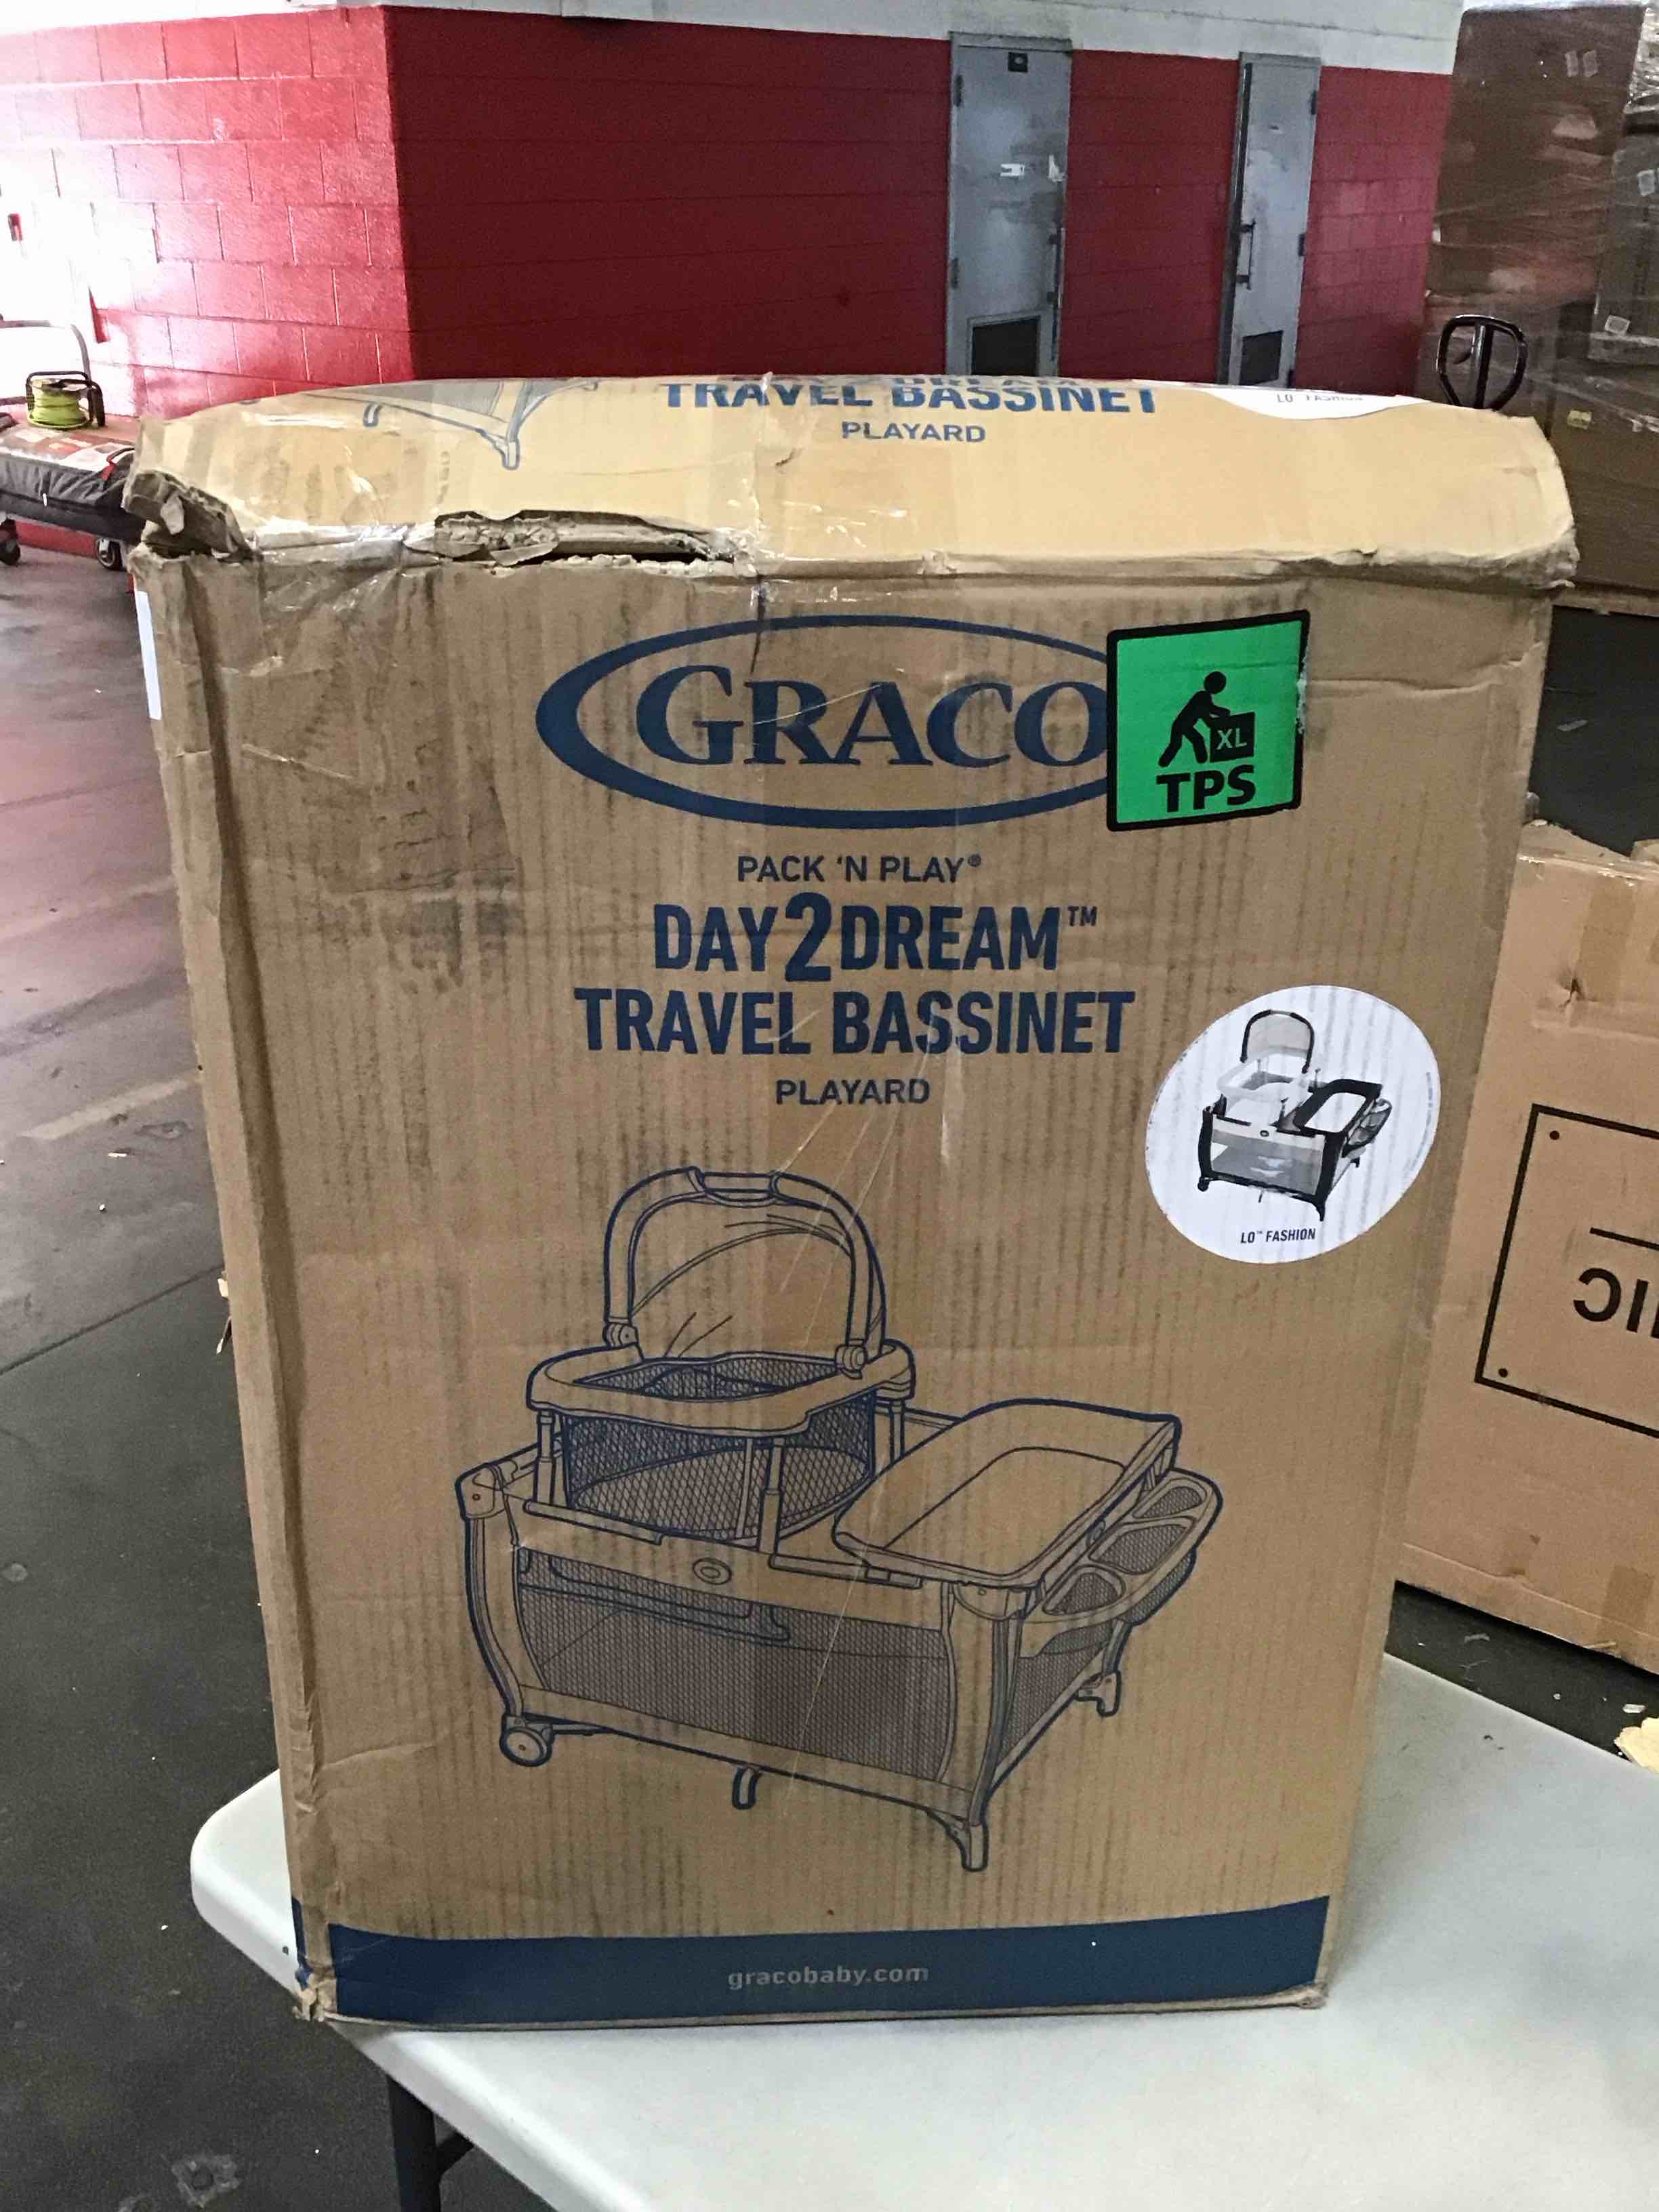 TRAVEL BASSINET
PLAYARD
LO FASHION
GRACO
XL
TPS
PACK 'N PLAY®
DAY2DREAM™
TRAVEL BASSINET
PLAYARD
LO™ FASHION
gracobaby.com